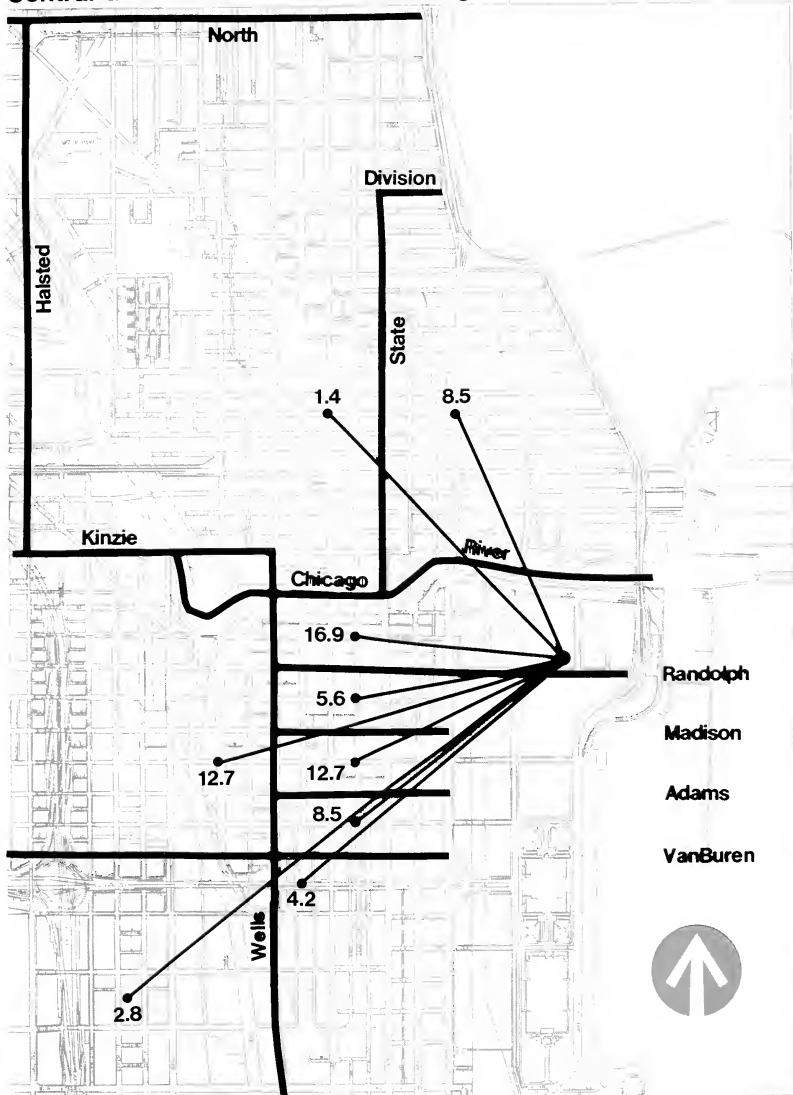 North
Division
Halsted
State
1.4
8.5
Kinzie
River
Chicago
16.9
Randolph
5.6
Madison
12.7
12.7
Adams
8.5
VanBuren
4.2
Wells
2.8